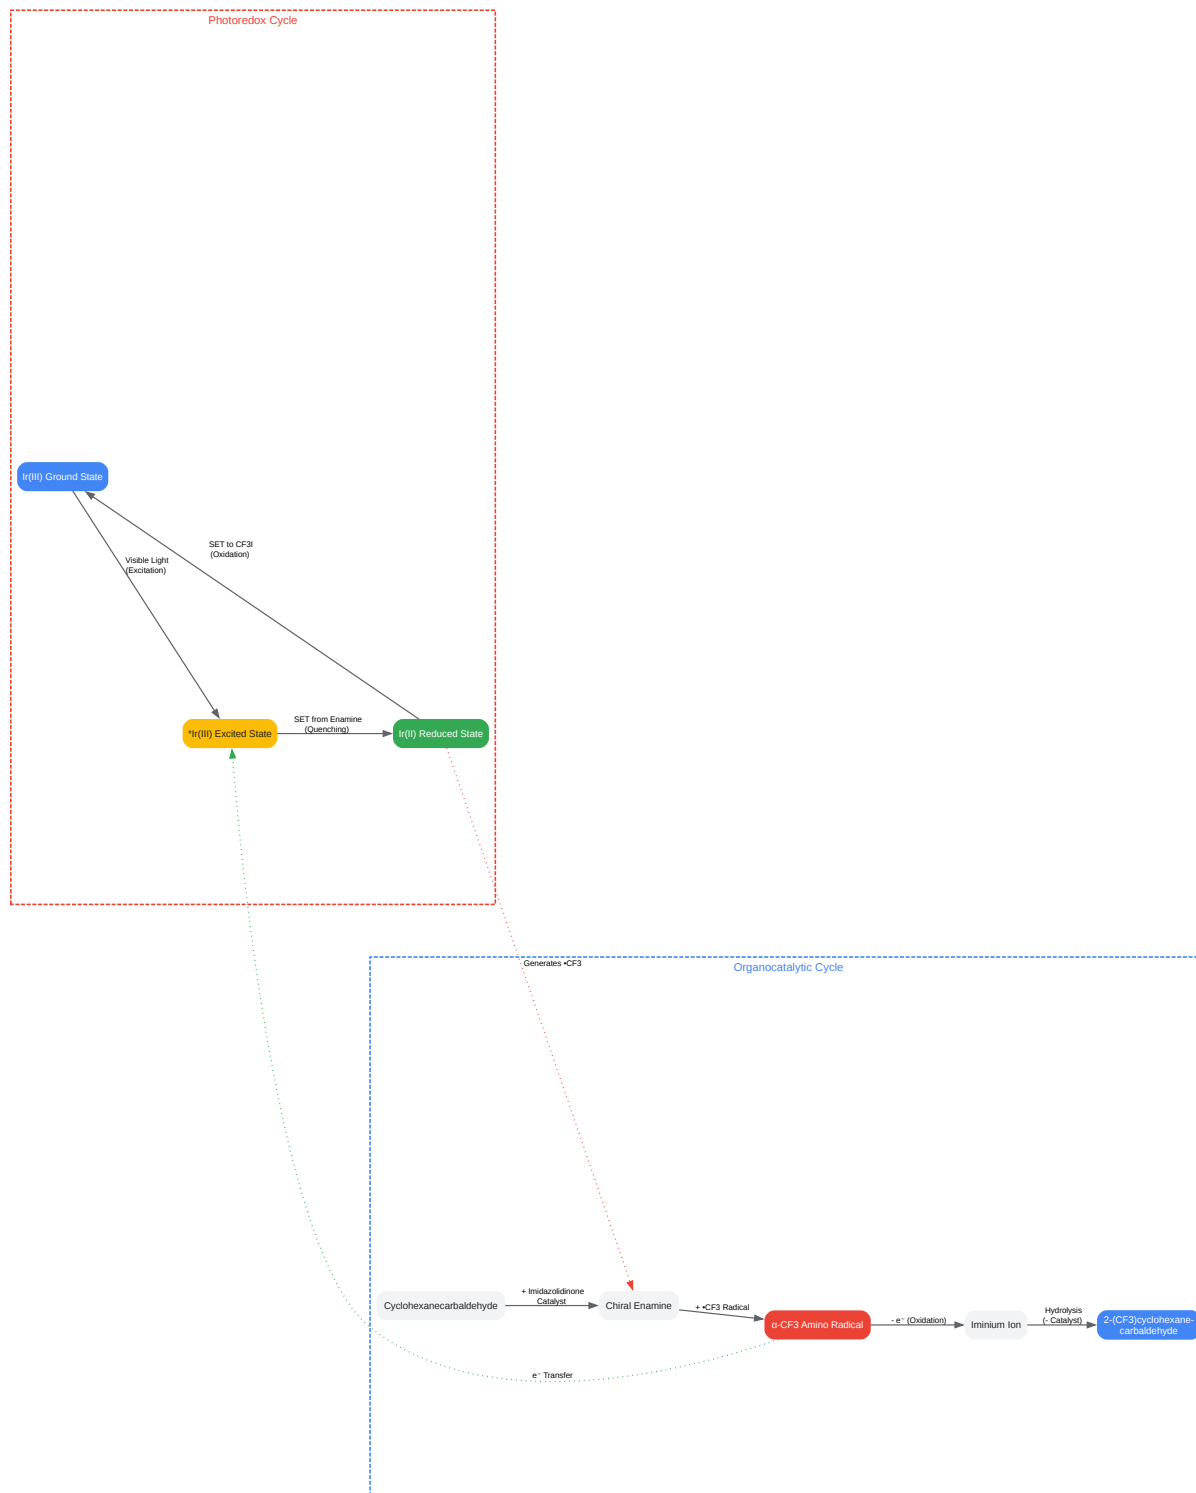 Photoredox Cycle
Ir(III) Ground State
SET to CF3I
(Oxidation)
Visible Light
(Excitation)
SET from Enamine
(Quenching)
*Ir(III) Excited State
Ir(II) Reduced State
Generates •CF3
Organocatalytic Cycle
+ Imidazolidinone
Catalyst
Cyclohexanecarbaldehyde
Chiral Enamine
+ •CF3 Radical
α-CF3 Amino Radical
- e⁻ (Oxidation)
Iminium Ion
Hydrolysis
(- Catalyst)
2-(CF3)cyclohexane-
carbaldehyde
e⁻ Transfer